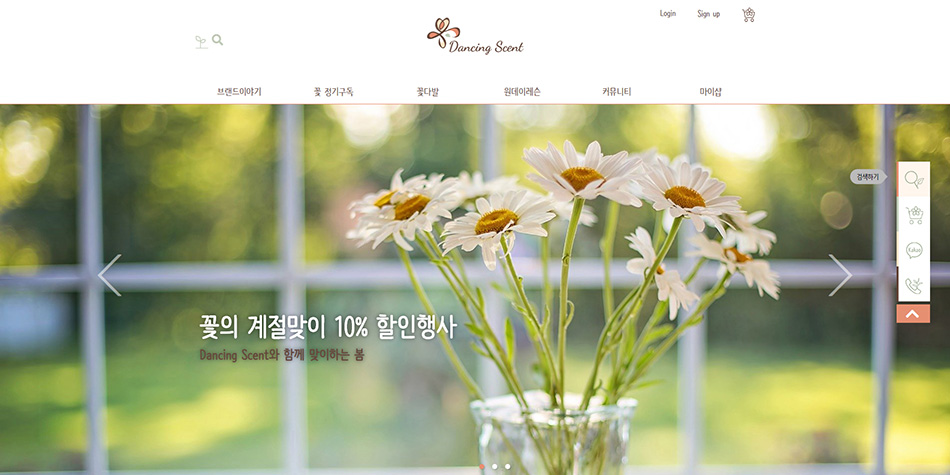 Login Sign up
Dancing Scent
브랜드이야기 꽃 정기구독 꽃다발 원데이레슨 커뮤니티 마이샵
검색하기
꽃의 계절맞이 10% 할인행사
Dancing Scent와 함께 맞이하는 봄